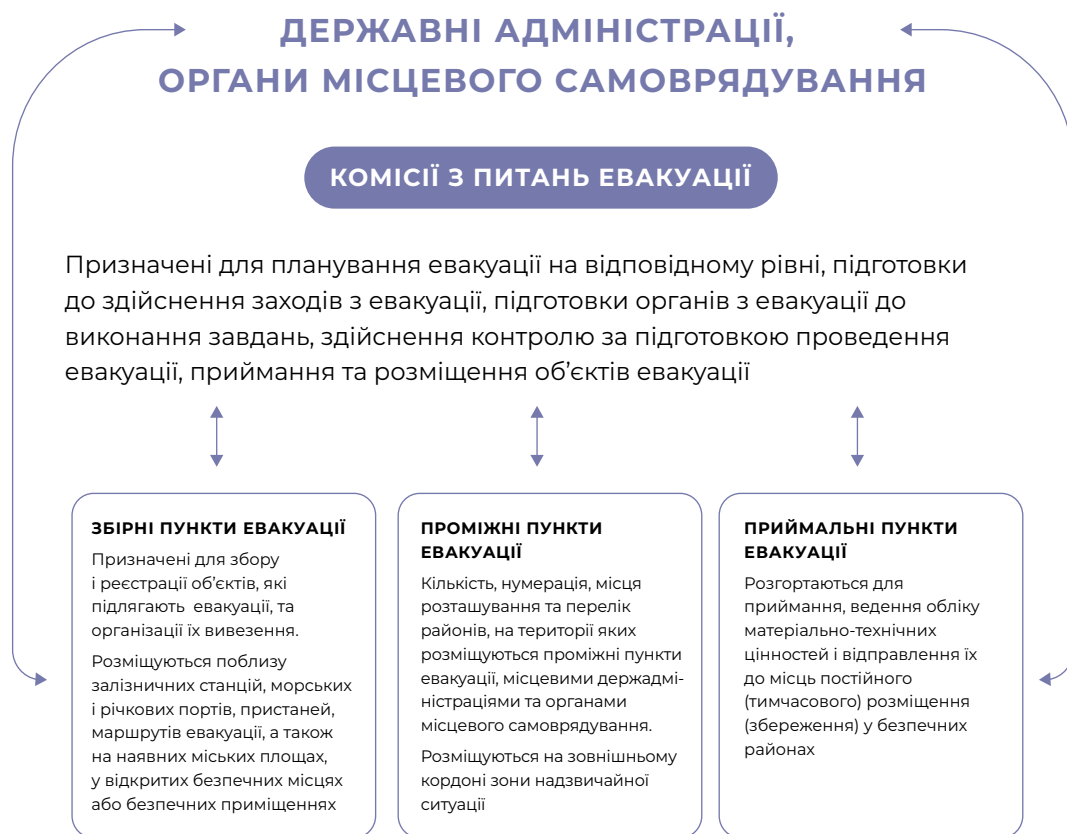 ДЕРЖАВНІ АДМІНІСТРАЦІЇ,
ОРГАНИ МІСЦЕВОГО САМОВРЯДУВАННЯ
КОМІСІЇ З ПИТАНЬ ЕВАКУАЦІЇ
Призначені для планування евакуації на відповідному рівні, підготовки
до здійснення заходів з евакуації, підготовки органів з евакуації до
виконання завдань, здійснення контролю за підготовкою проведення
евакуації, приймання та розміщення об’єктів евакуації
ЗБІРНІ ПУНКТИ ЕВАКУАЦІЇ
Призначені для збору
і реєстрації об’єктів, які
підлягають евакуації, та
організації їх вивезення.
Розміщуються поблизу
залізничних станцій, морських
і річкових портів, пристаней,
маршрутів евакуації, а також
на наявних міських площах,
у відкритих безпечних місцях
або безпечних приміщеннях
ПРОМІЖНІ ПУНКТИ
ЕВАКУАЦІЇ
Кількість, нумерація, місця
розташування та перелік
районів, на території яких
розміщуються проміжні пункти
евакуації, місцевими держадмі-
ністраціями та органами
місцевого самоврядування.
Розміщуються на зовнішньому
кордоні зони надзвичайної
ситуації
ПРИЙМАЛЬНІ ПУНКТИ
ЕВАКУАЦІЇ
Розгортаються для
приймання, ведення обліку
матеріально-технічних
цінностей і відправлення їх
до місць постійного
(тимчасового) розміщення
(збереження) у безпечних
районах